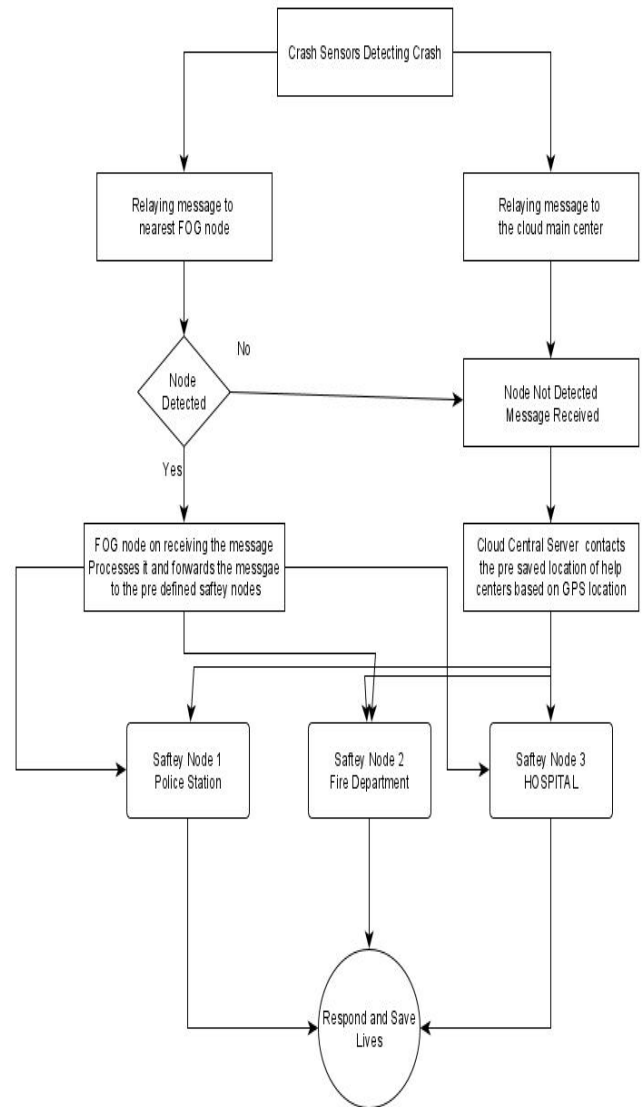 Crash Sensors Detecting Crash
Relaying message to
nearest FOG node
Relaying message to
the cloud main center
No
Node
Detected
Node Not Detected
Message Received
Yes
FOG node on receiving the message
Processes it and forwards the messgae
to the pre defined saftey nodes
Cloud Central Server contacts
the pre saved location of help
centers based on GPS location
Saftey Node 1
Police Station
Saftey Node 2
Fire Department
Saftey Node 3
HOSPITAL
Respond and Save
Lives